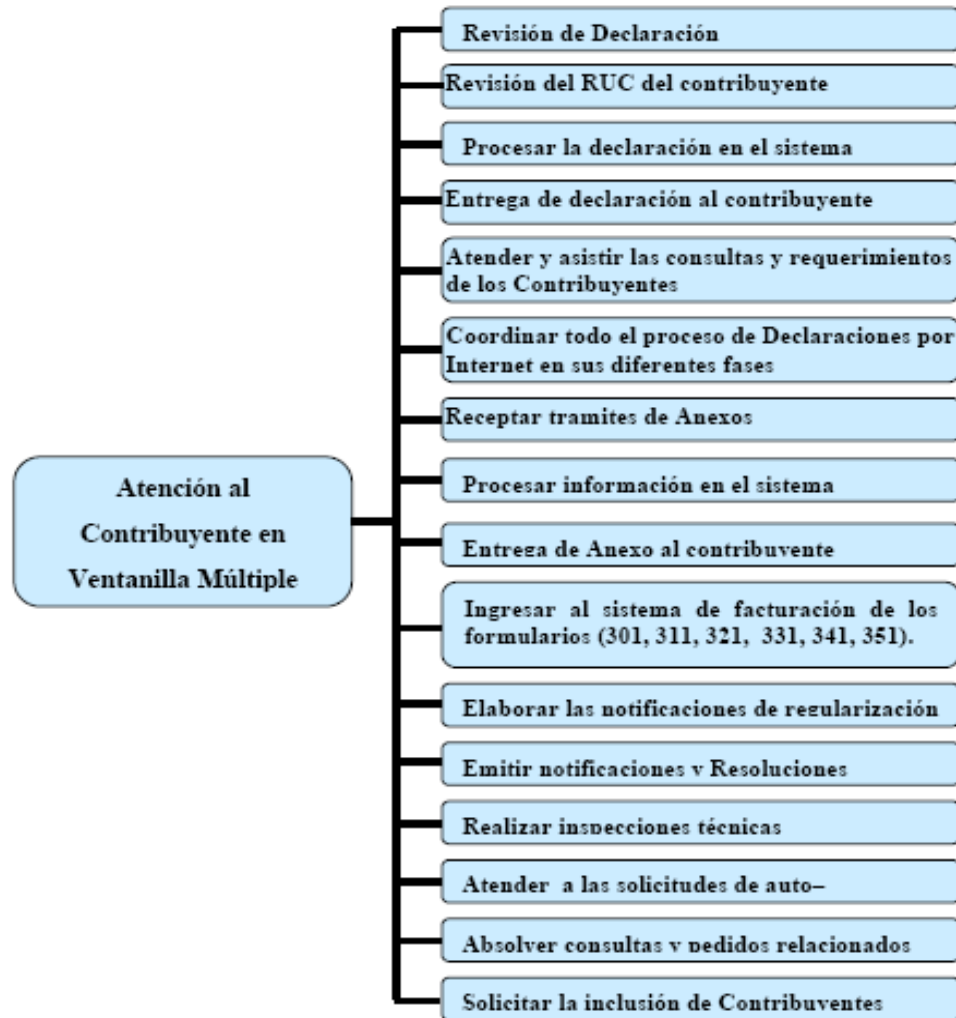 Revisión de Declaración
Revisión del RUC del contribuyente
Procesar la declaración en el sistema
Entrega de declaración al contribuyente
Atender y asistir las consultas y requerimientos
de los Contribuyentes
Coordinar todo el proceso de Declaraciones por
Internet en sus diferentes fases
Receptar tramites de Anexos
Atención al
Contribuyente en
Ventanilla Múltiple
Procesar información en el sistema
Entrega de Anexo al contribuyente
Ingresar al sistema de facturación de los
formularios (301, 311, 321, 331, 341, 351).
Elaborar las notificaciones de regularización
Emitir notificaciones y Resoluciones
Realizar inspecciones técnicas
Atender a las solicitudes de auto–
Absolver consultas y pedidos relacionados
Solicitar la inclusión de Contribuyentes